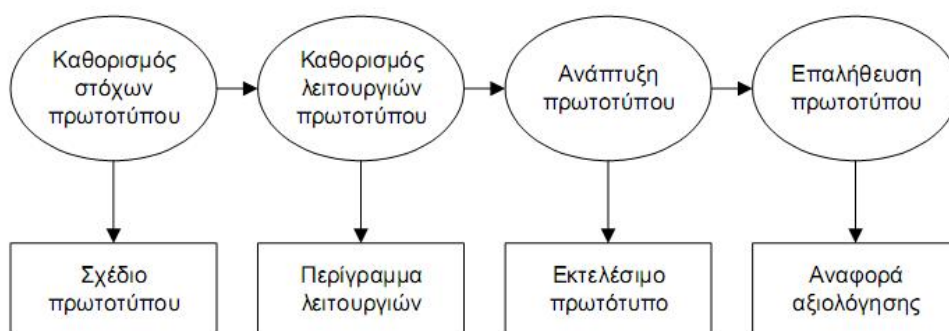 Καθορισμός
στόχων
πρωτοτύπου
Καθορισμός
λειτουργιών
πρωτοτύπου
Ανάπτυξη
πρωτοτύπου
Επαλήθευση
πρωτοτύπου
Σχέδιο
πρωτοτύπου
Περίγραμμα
λειτουργιών
Εκτελέσιμο
πρωτότυπο
Αναφορά
αξιολόγησης